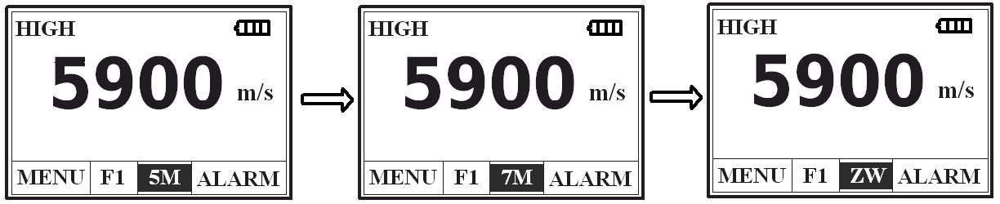 HIGH
5900 m/s
MENU F1 5M ALARM
HIGH
5900 m/s
MENU F1 7M ALARM
HIGH
5900 m/s
MENU F1 ZW ALARM